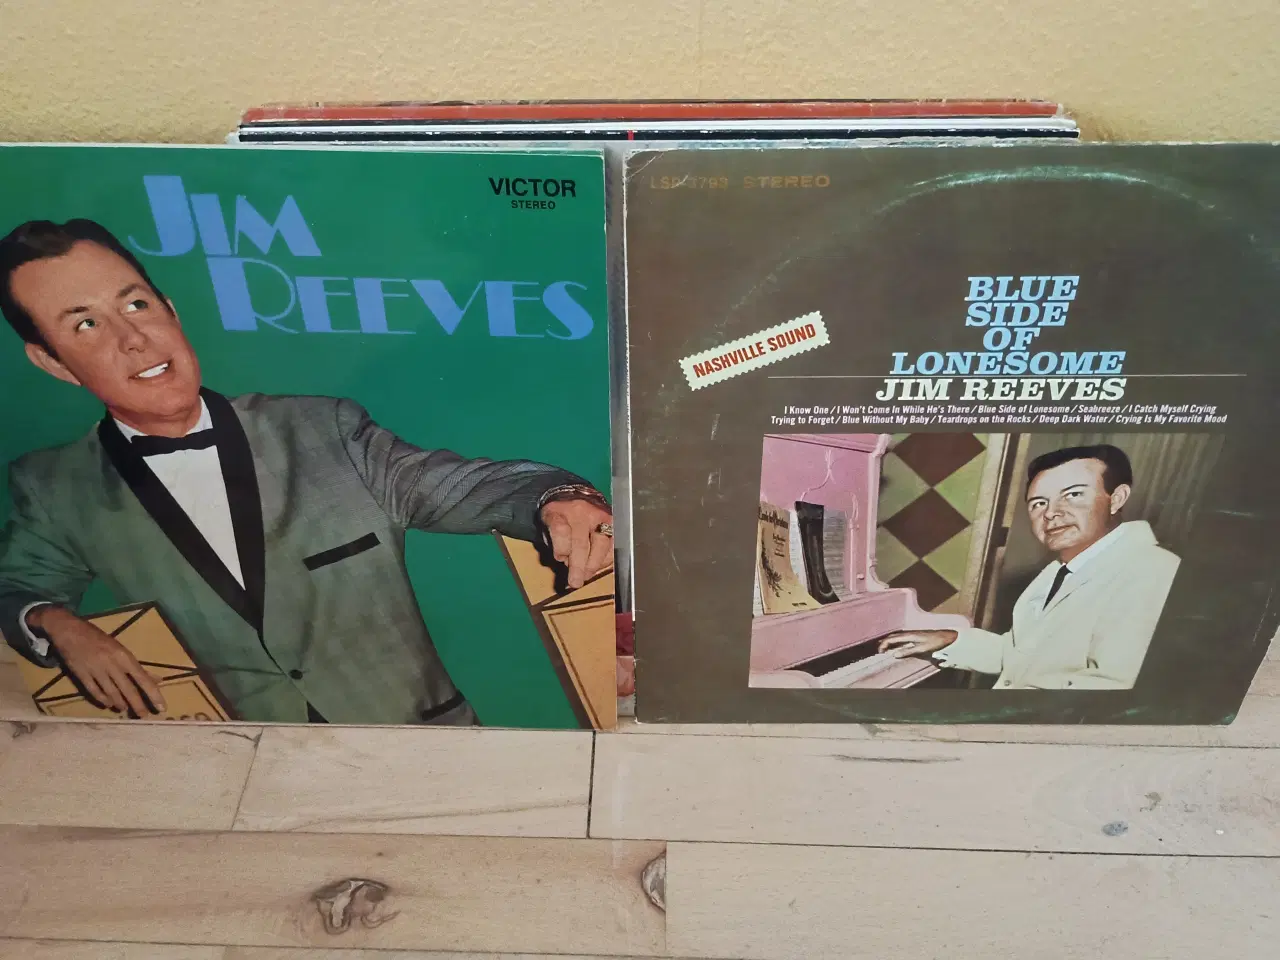 JIM
REEVES
VICTOR
STEREO
LSP-3793 STEREO
BLUE
SIDE
OF
LONESOME
JIM REEVES
NASHVILLE SOUND
I Know One / I Won't Come In While He's There / Blue Side of Lonesome / Seabreeze / I Catch Myself Crying
Trying to Forget / Blue Without My Baby / Teardrops on the Rocks / Deep Dark Water / Crying Is My Favorite Mood